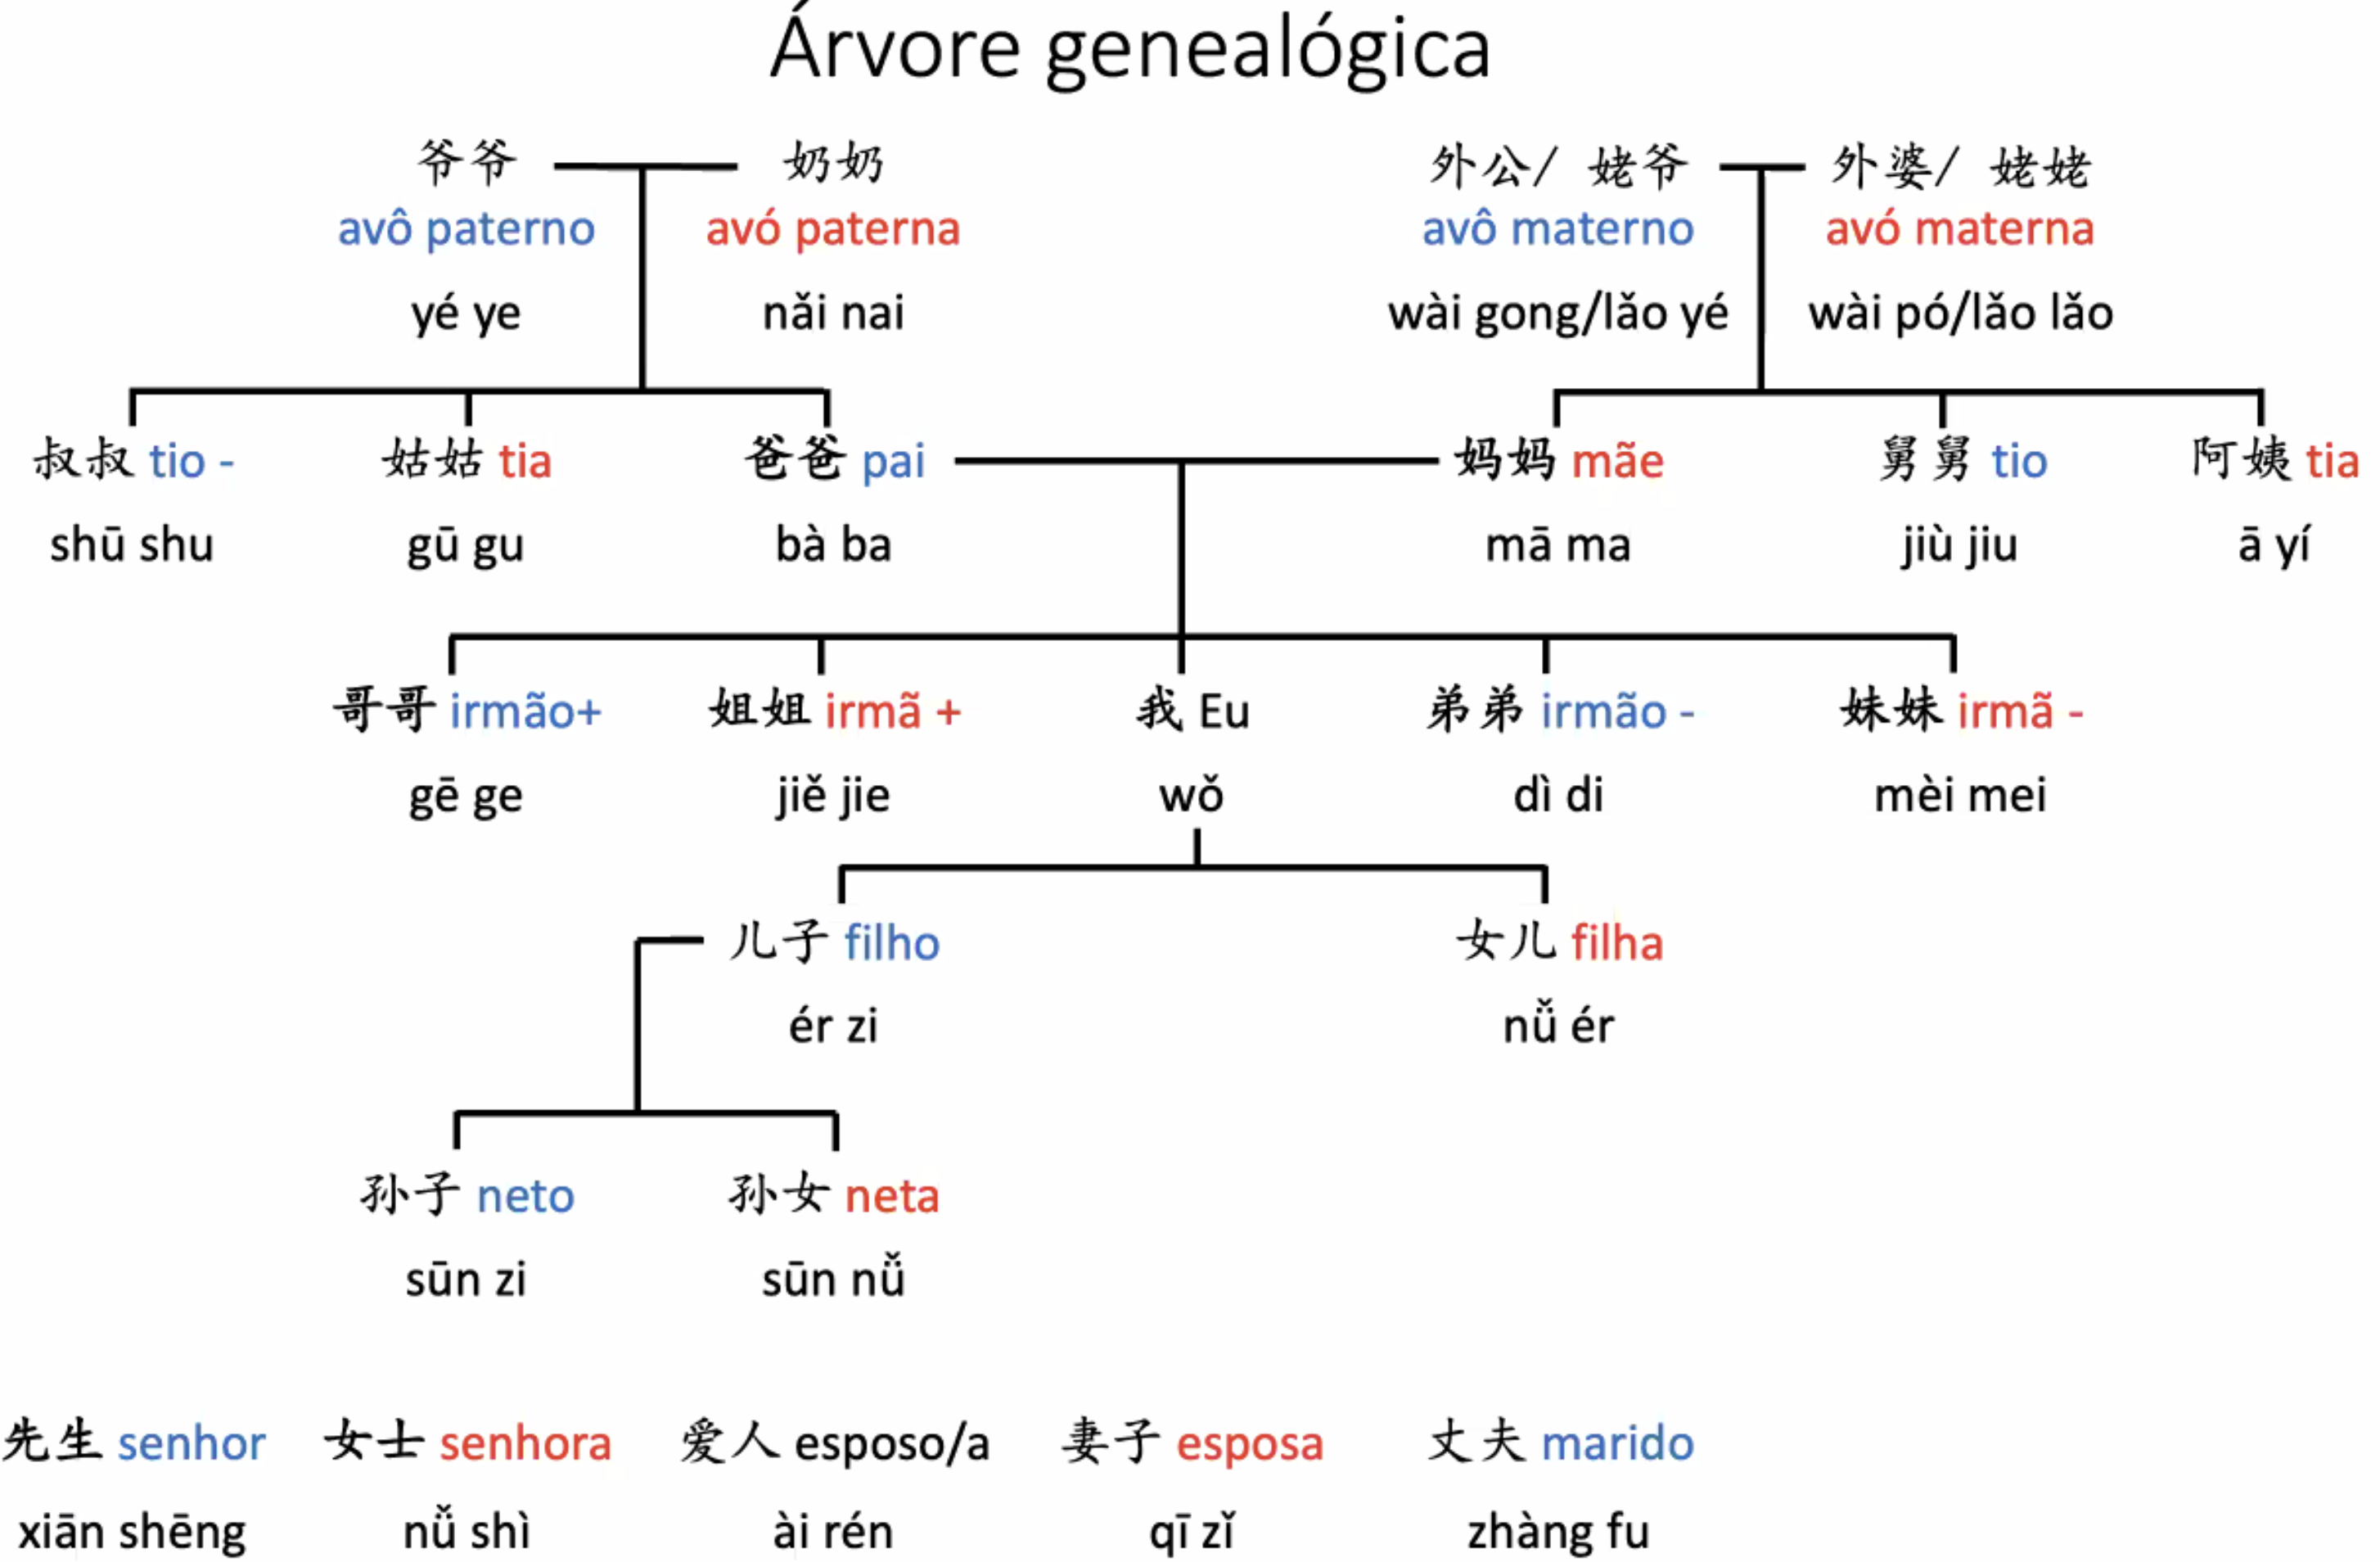 Árvore genealógica
爷爷 奶奶 外公/ 姥爷 外婆/ 姥姥
avô paterno avó paterna avô materno avó materna
yé ye nǎi nai wài gong/lǎo yé wài pó/lǎo lǎo
叔叔 tio - 姑姑 tia 爸爸 pai 妈妈 mãe 舅舅 tio 阿姨 tia
shū shu gū gu bà ba mā ma jiù jiu ā yí
哥哥 irmão+ 姐姐 irmã + 我 Eu 弟弟 irmão - 妹妹 irmã -
gē ge jiě jie wǒ dì di mèi mei
儿子 filho 女儿 filha
ér zi nǚ ér
孙子 neto 孙女 neta
sūn zi sūn nǚ
先生 senhor 女士 senhora 爱人 esposo/a 妻子 esposa 丈夫 marido
xiān shēng nǚ shì ài rén qī zǐ zhàng fu